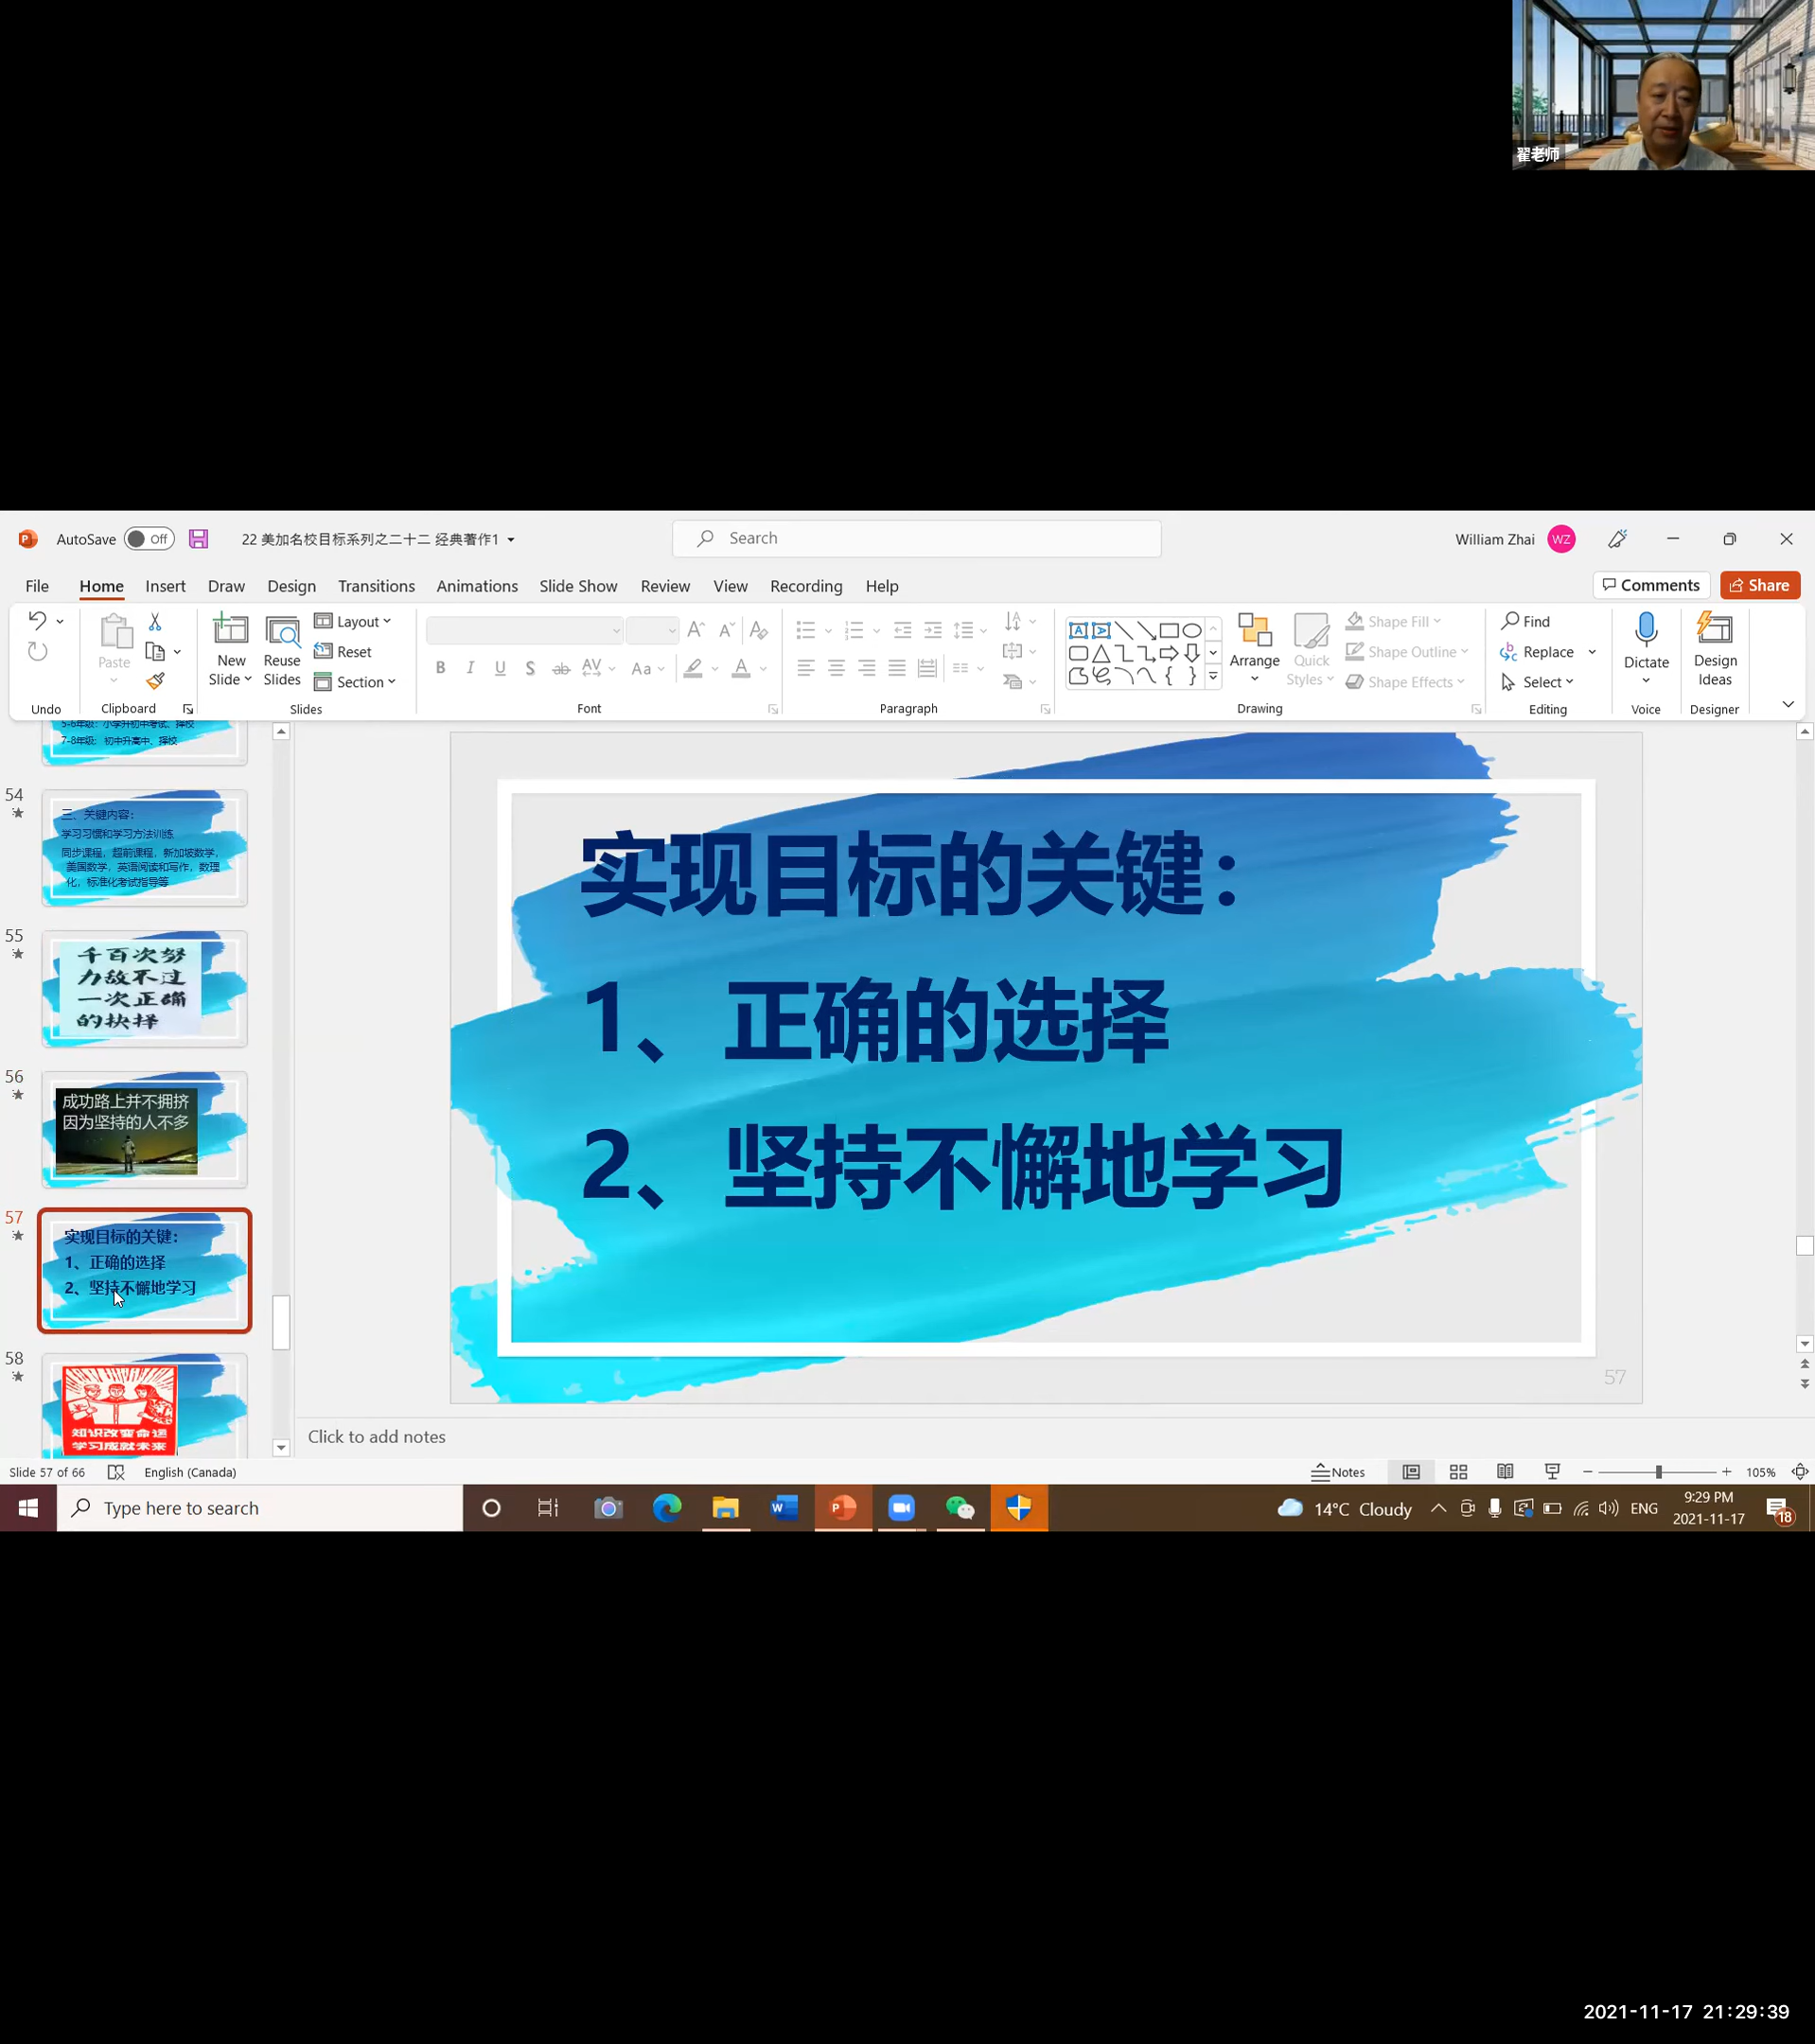 翟老师
AutoSave Off 22 美加名校目标系列之二十二 经典著作1 Search William Zhai WZ
File Home Insert Draw Design Transitions Animations Slide Show Review View Recording Help Comments Share
Undo
Paste
Clipboard
New Slide
Reuse Slides
Layout
Reset
Section
Slides
B I U S ab AV Aa A
Font
Paragraph
Arrange
Quick Styles
Shape Fill
Shape Outline
Shape Effects
Drawing
Find
Replace
Select
Editing
Dictate
Voice
Design Ideas
Designer
5-6年级：小学升初中考试、择校
7-8年级：初中升高中、择校
54
三、关键内容：
学习习惯和学习方法训练
同步课程，超前课程，新加坡数学，
美国数学，英语阅读和写作，数理
化，标准化考试指导等
55
千百次努
力敌不过
一次正确
的抉择
56
成功路上并不拥挤
因为坚持的人不多
57
实现目标的关键：
1、正确的选择
2、坚持不懈地学习
58
知识改变命运
学习成就未来
实现目标的关键：
1、正确的选择
2、坚持不懈地学习
57
Click to add notes
Slide 57 of 66 English (Canada) Notes 105%
Type here to search 14°C Cloudy ENG 9:29 PM
2021-11-17 18
2021-11-17 21:29:39